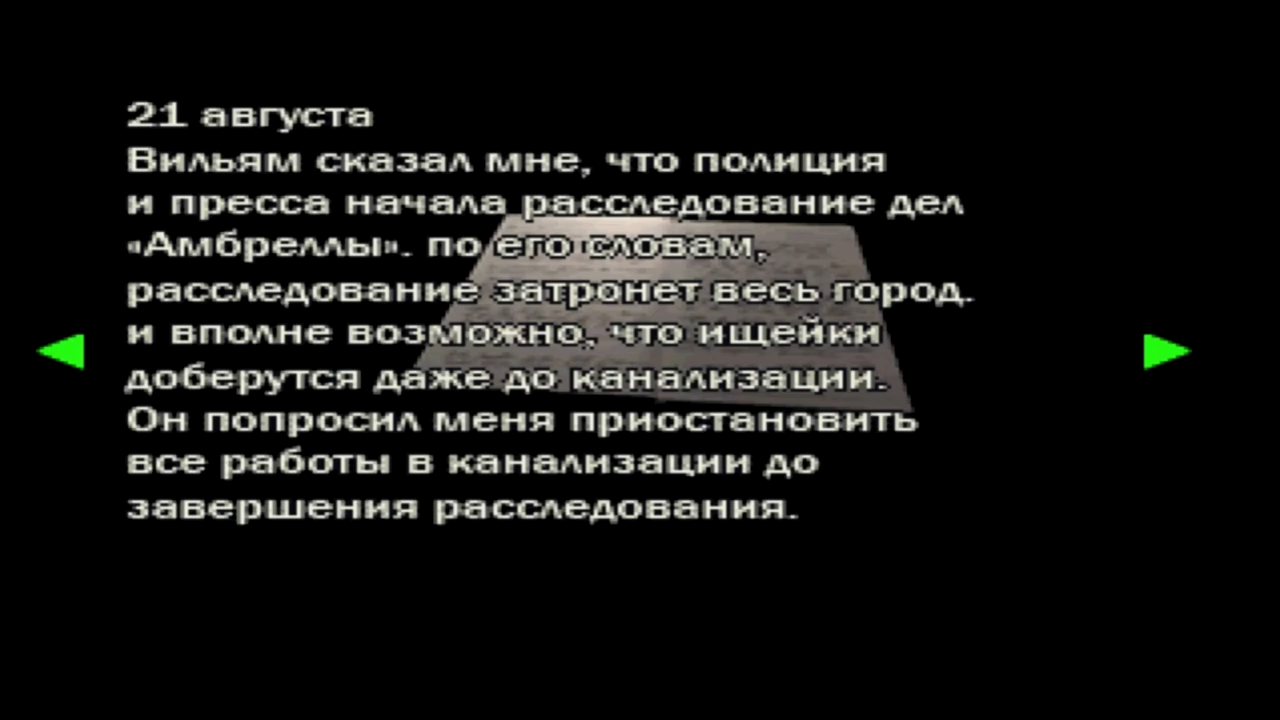 21 августа
Вильям сказал мне, что полиция
и пресса начала расследование дел
«Амбреллы». по его словам,
расследование затронет весь город.
и вполне возможно, что ищейки
доберутся даже до канализации.
Он попросил меня приостановить
все работы в канализации до
завершения расследования.